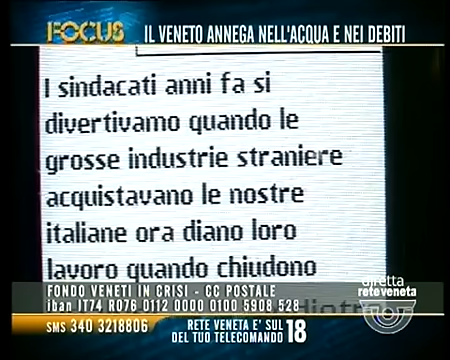 FOCUS IL VENETO ANNEGA NELL'ACQUA E NEI DEBITI
I sindacati anni fa si
divertivamo quando le
grosse industrie straniere
acquistavano le nostre
italiane ora diano loro
lavoro quando chiudono
FONDO VENETI IN CRISI - CC POSTALE
iban IT74 R076 0112 0000 0100 5908 528
diretta
reteveneta
SMS 340 3218806
RETE VENETA E' SUL
DEL TUO TELECOMANDO 18